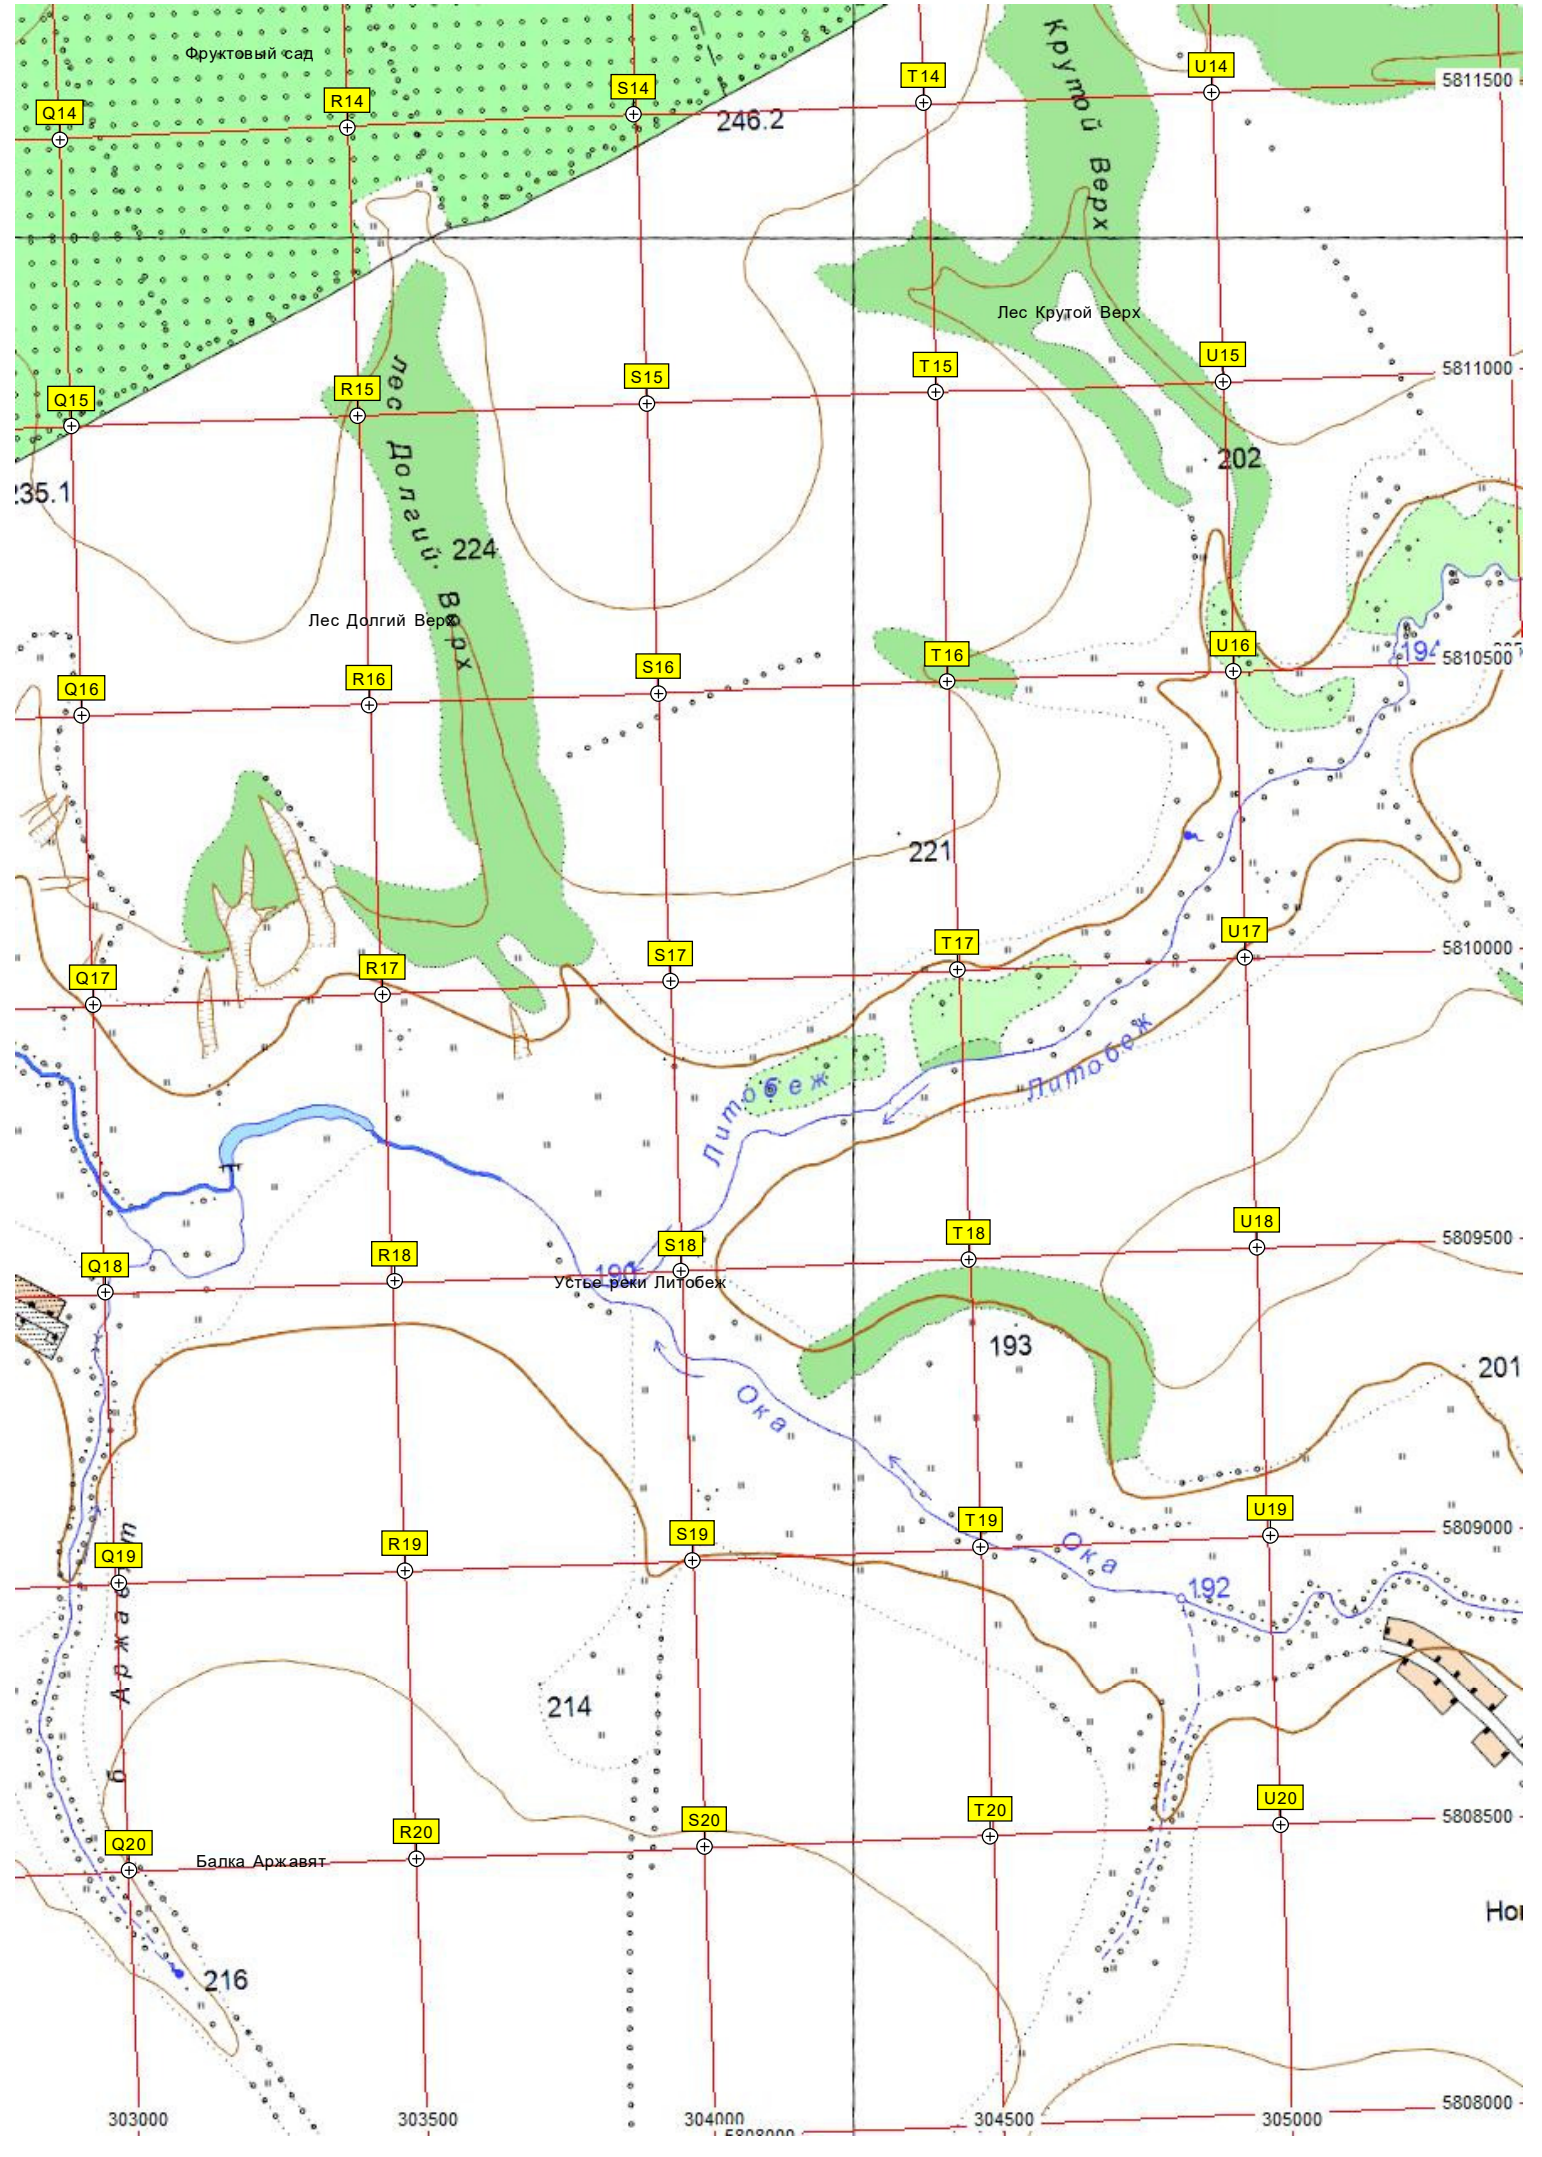 Фруктовый сад
Q14
R14
S14
T14
U14
5811500
246.2
Крутой Верх
Лес Крутой Верх
Q15
R15
S15
T15
U15
5811000
202
235.1
Лес Долгий Верх
224
Лес Долгий Верх
Q16
R16
S16
T16
U16
194
5810500
221
Q17
R17
S17
T17
U17
5810000
Литобеж
Литобеж
Q18
R18
S18
T18
U18
5809500
190
Устье реки Литобеж
193
201
Ока
Q19
R19
S19
T19
U19
5809000
Ока
192
б Аржавят
214
Q20
R20
S20
T20
U20
5808500
Балка Аржавят
216
5808000
303000
303500
304000
304500
305000
5808000